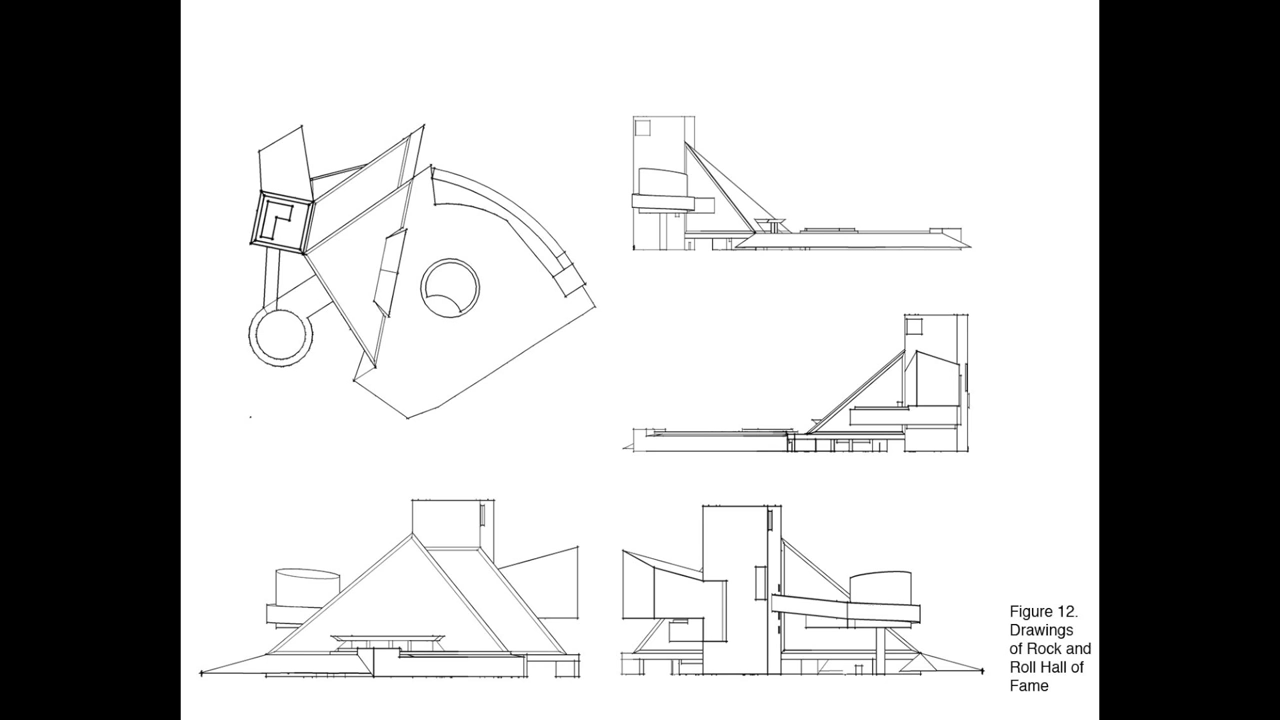 Figure 12.
Drawings
of Rock and
Roll Hall of
Fame